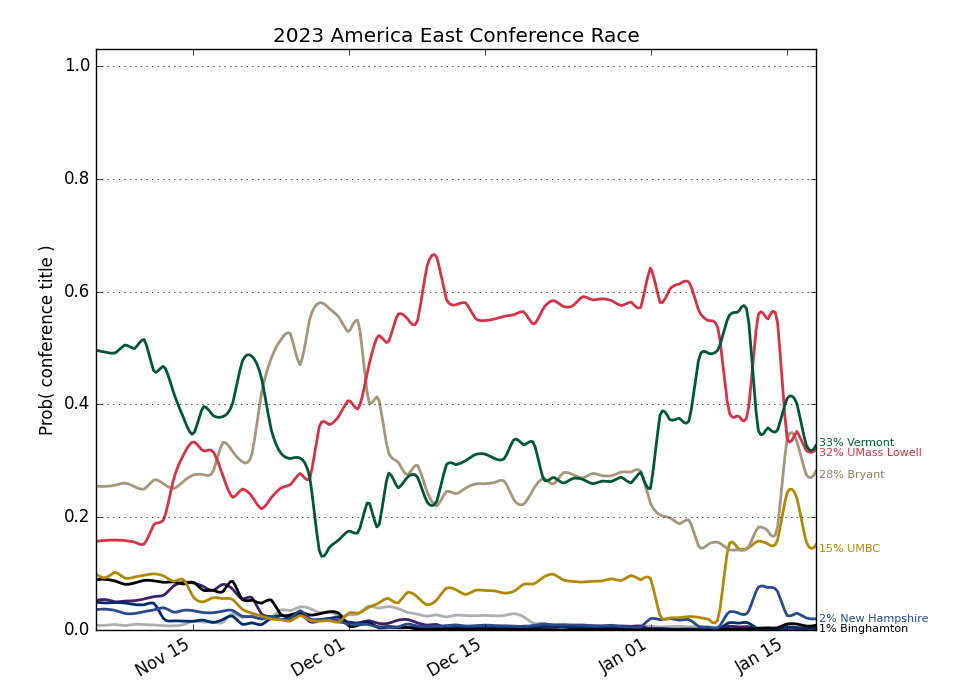 2023 America East Conference Race
Prob( conference title )
1.0
0.8
0.6
0.4
0.2
0.0
Nov 15
Dec 01
Dec 15
Jan 01
Jan 15
33% Vermont
32% UMass Lowell
28% Bryant
15% UMBC
2% New Hampshire
1% Binghamton